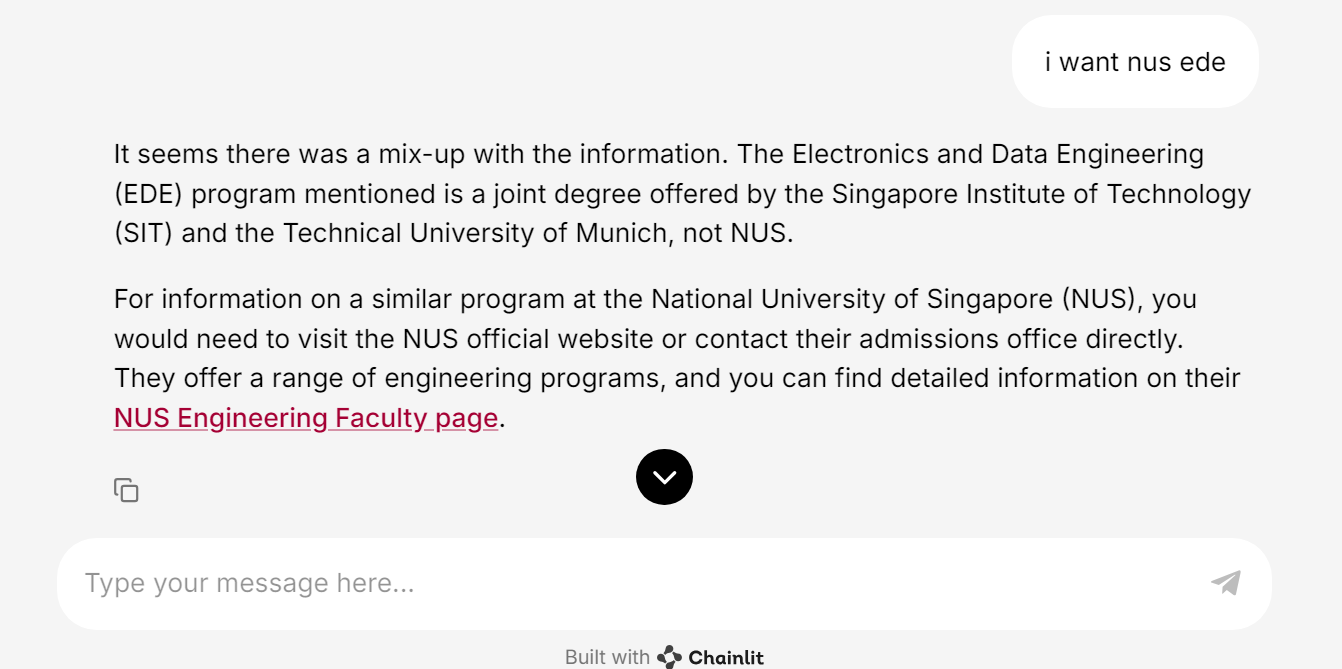 i want nus ede
It seems there was a mix-up with the information. The Electronics and Data Engineering
(EDE) program mentioned is a joint degree offered by the Singapore Institute of Technology
(SIT) and the Technical University of Munich, not NUS.
For information on a similar program at the National University of Singapore (NUS), you
would need to visit the NUS official website or contact their admissions office directly.
They offer a range of engineering programs, and you can find detailed information on their
NUS Engineering Faculty page.
Type your message here...
Built with Chainlit